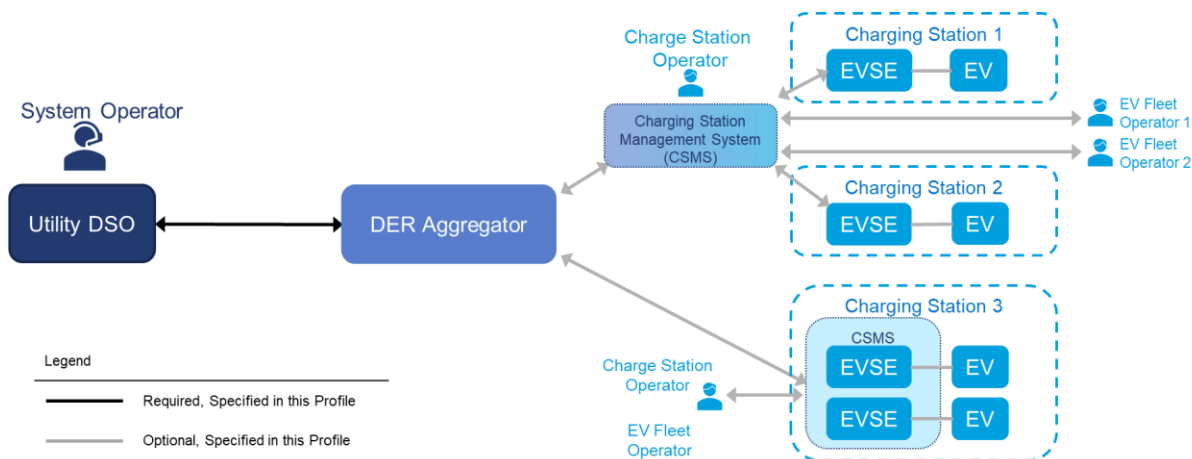 System Operator
Utility DSO
DER Aggregator
Charge Station
Operator
Charging Station
Management System
(CSMS)
Charging Station 1
EVSE
EV
EV Fleet
Operator 1
EV Fleet
Operator 2
Charging Station 2
EVSE
EV
Charging Station 3
CSMS
EVSE
EV
EVSE
EV
Charge Station
Operator
EV Fleet
Operator
Legend
Required, Specified in this Profile
Optional, Specified in this Profile